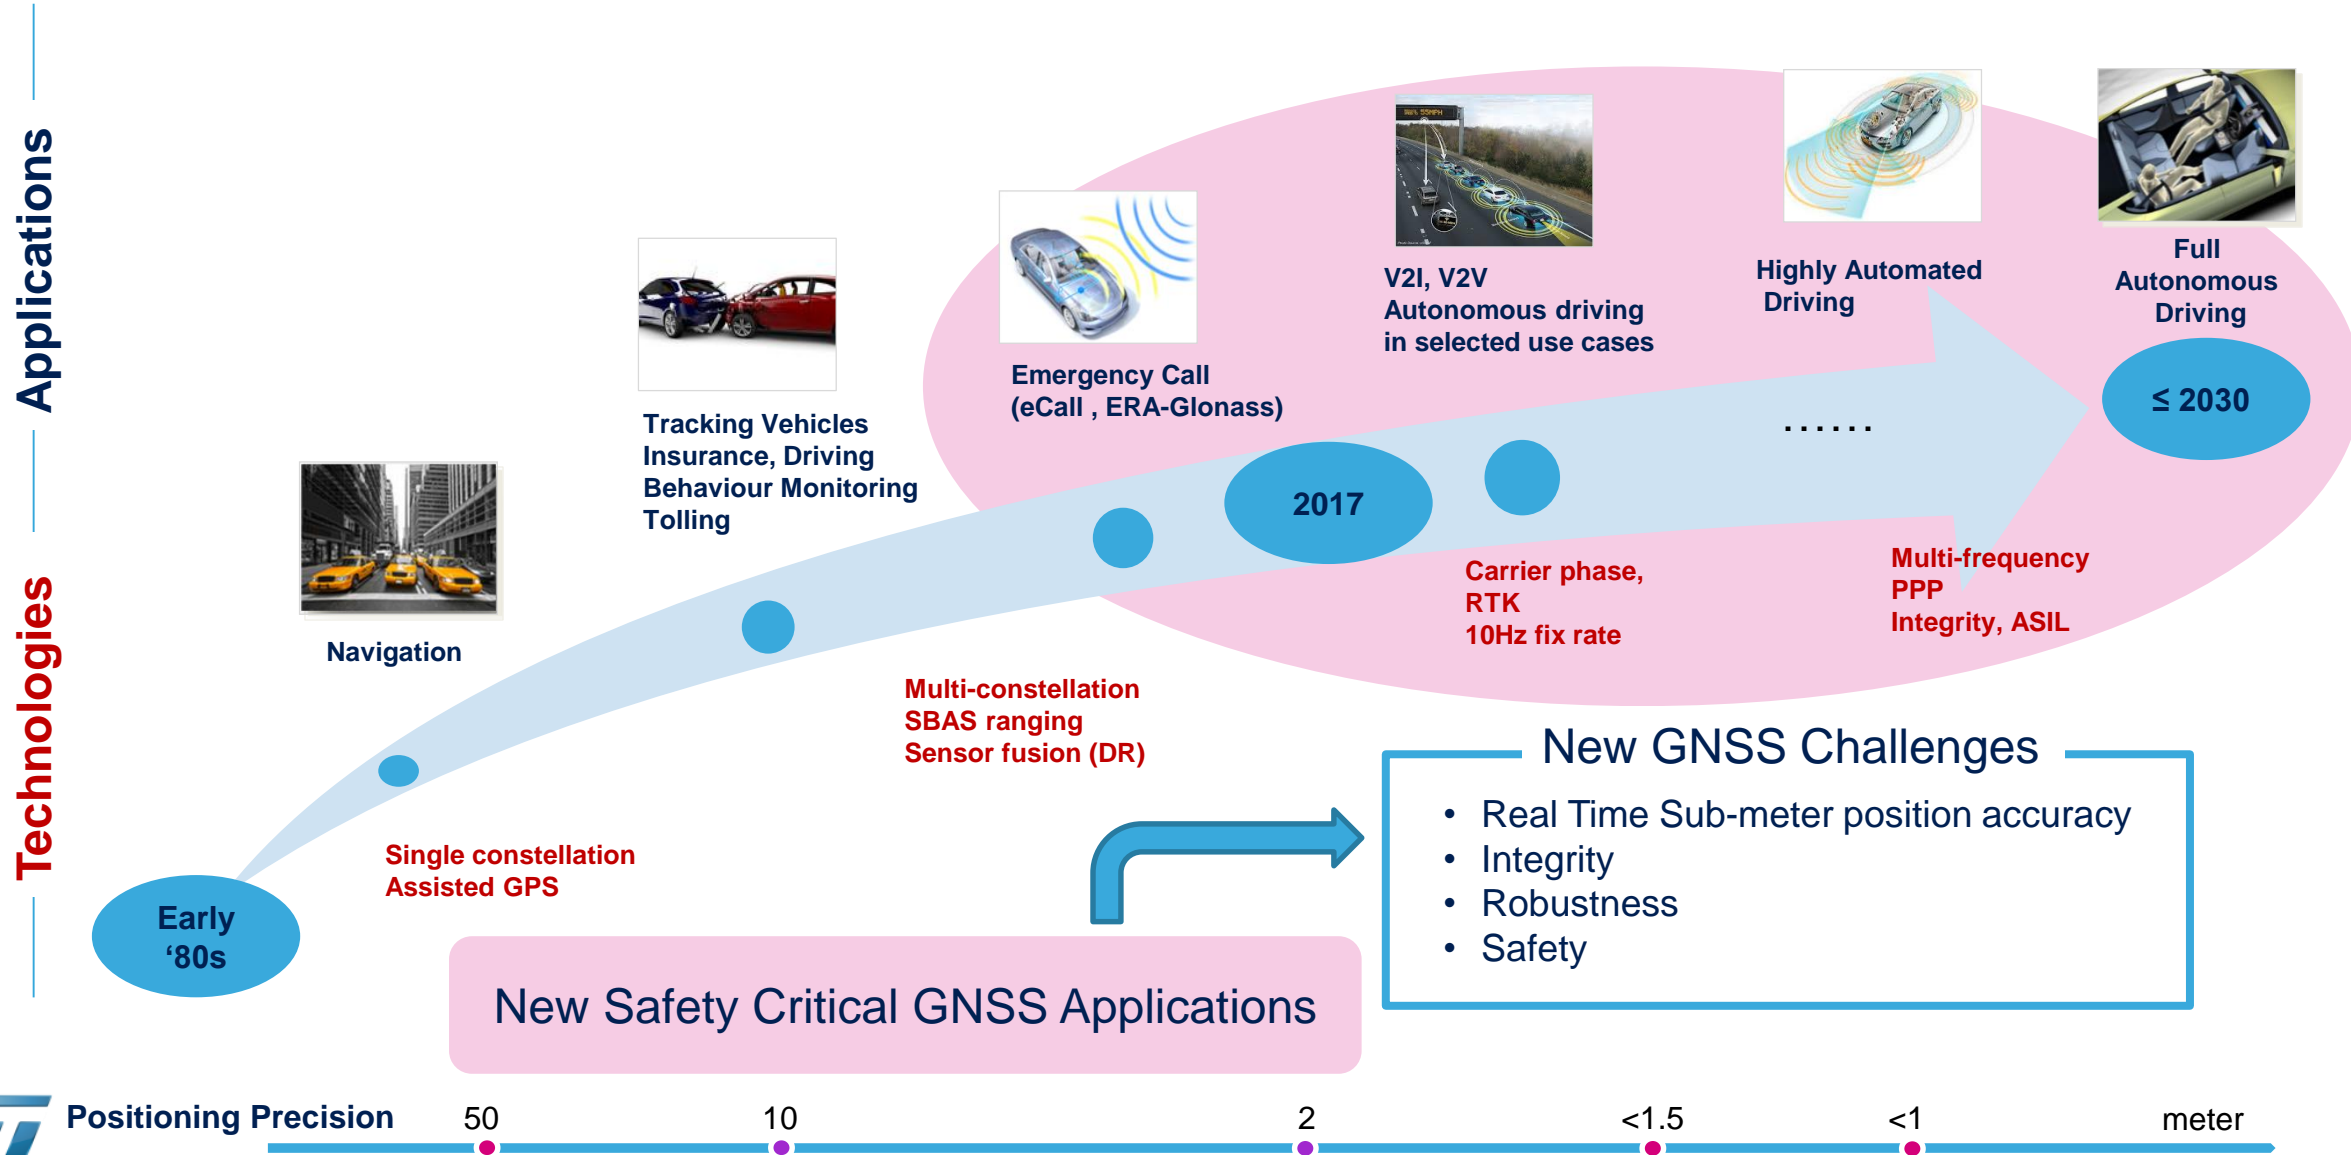 Applications
Technologies
Navigation
Tracking Vehicles
Insurance, Driving
Behaviour Monitoring
Tolling
Emergency Call
(eCall , ERA-Glonass)
V2I, V2V
Autonomous driving
in selected use cases
Highly Automated
Driving
Full
Autonomous
Driving
≤ 2030
......
2017
Early
‘80s
Single constellation
Assisted GPS
Multi-constellation
SBAS ranging
Sensor fusion (DR)
Carrier phase,
RTK
10Hz fix rate
Multi-frequency
PPP
Integrity, ASIL
New GNSS Challenges
• Real Time Sub-meter position accuracy
• Integrity
• Robustness
• Safety
New Safety Critical GNSS Applications
Positioning Precision 50 10 2 <1.5 <1 meter